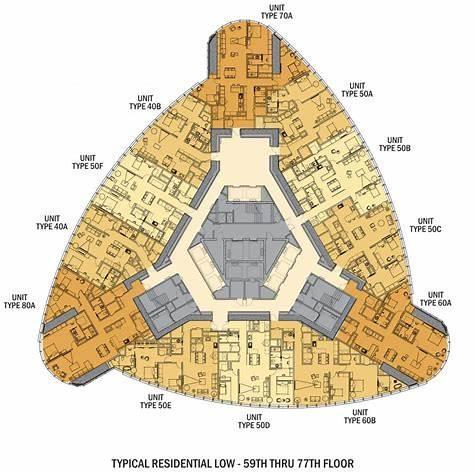 UNIT
TYPE 70A
UNIT
TYPE 40B
UNIT
TYPE 50A
UNIT
TYPE 50F
UNIT
TYPE 50B
UNIT
TYPE 40A
UNIT
TYPE 50C
UNIT
TYPE 80A
UNIT
TYPE 60A
UNIT
TYPE 50E
UNIT
TYPE 50D
UNIT
TYPE 60B
TYPICAL RESIDENTIAL LOW - 59TH THRU 77TH FLOOR